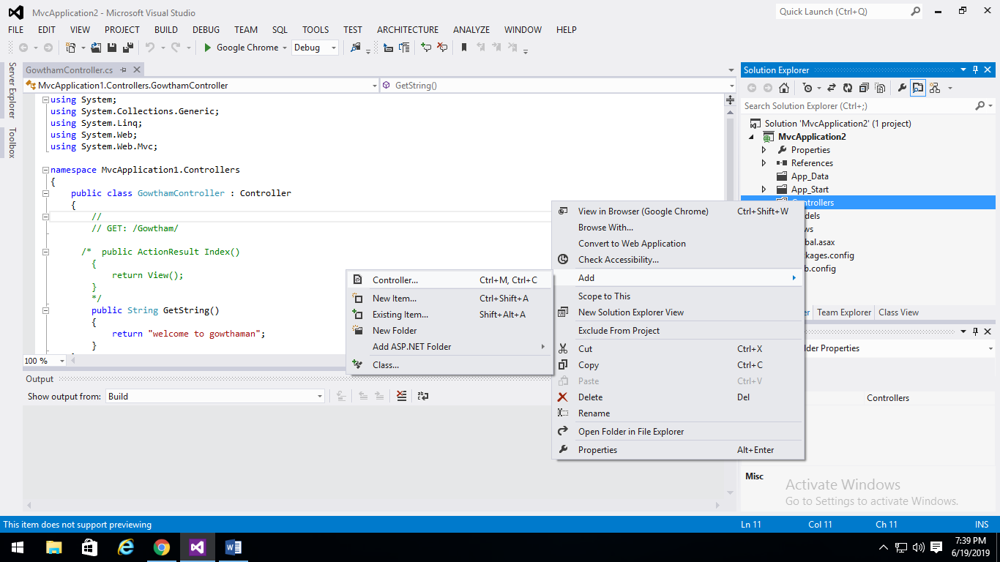 MvcApplication2 - Microsoft Visual Studio
Quick Launch (Ctrl+Q)
FILE EDIT VIEW PROJECT BUILD DEBUG TEAM SQL TOOLS TEST ARCHITECTURE ANALYZE WINDOW HELP
Google Chrome Debug
Server Explorer
Toolbox
GowthamController.cs
MvcApplication1.Controllers.GowthamController
GetString()
using System;
using System.Collections.Generic;
using System.Linq;
using System.Web;
using System.Web.Mvc;
namespace MvcApplication1.Controllers
{
public class GowthamController : Controller
{
//
// GET: /Gowtham/
/* public ActionResult Index()
{
return View();
}
*/
public String GetString()
{
return "welcome to gowthaman";
}
100 %
Controller... Ctrl+M, Ctrl+C
New Item... Ctrl+Shift+A
Existing Item... Shift+Alt+A
New Folder
Add ASP.NET Folder
Class...
View in Browser (Google Chrome) Ctrl+Shift+W
Browse With...
Convert to Web Application
Check Accessibility...
Add
Scope to This
New Solution Explorer View
Exclude From Project
Cut Ctrl+X
Copy Ctrl+C
Paste Ctrl+V
Delete Del
Rename
Open Folder in File Explorer
Properties Alt+Enter
Solution Explorer
Search Solution Explorer (Ctrl+;)
Solution 'MvcApplication2' (1 project)
MvcApplication2
Properties
References
App_Data
App_Start
ontrollers
dels
ws
bal.asax
kages.config
b.config
er Team Explorer Class View
lder Properties
Controllers
Misc
Output
Show output from: Build
Activate Windows
Go to Settings to activate Windows.
This item does not support previewing Ln 11 Col 11 Ch 11 INS
7:39 PM
6/19/2019